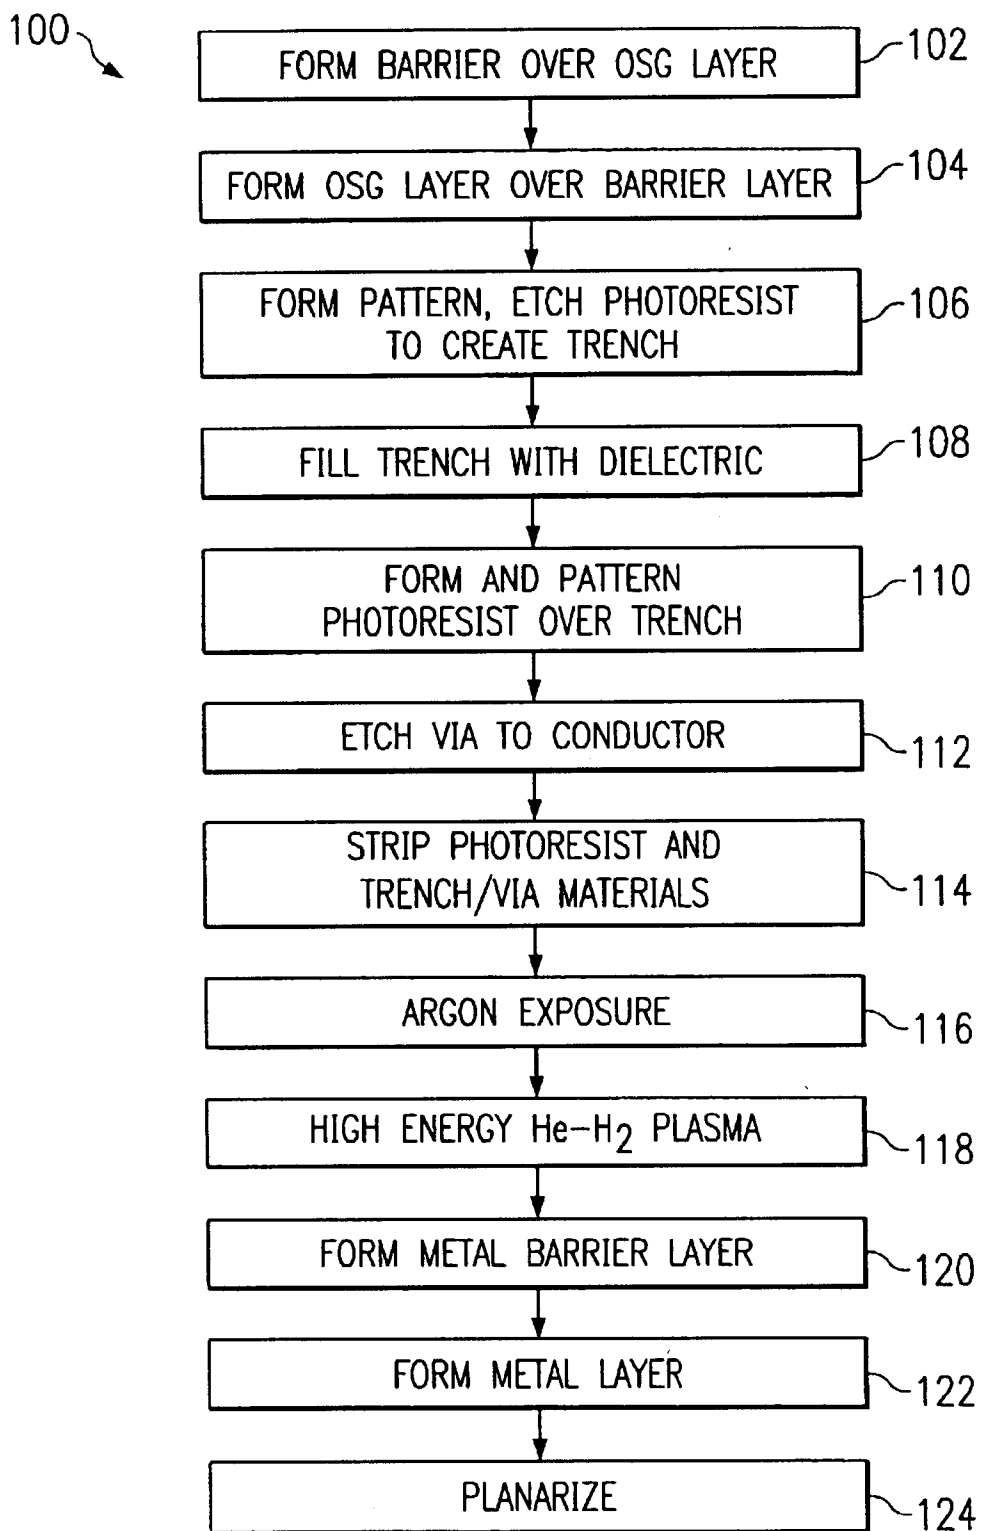 100
FORM BARRIER OVER OSG LAYER
102
FORM OSG LAYER OVER BARRIER LAYER
104
FORM PATTERN, ETCH PHOTORESIST
TO CREATE TRENCH
106
FILL TRENCH WITH DIELECTRIC
108
FORM AND PATTERN
PHOTORESIST OVER TRENCH
110
ETCH VIA TO CONDUCTOR
112
STRIP PHOTORESIST AND
TRENCH/VIA MATERIALS
114
ARGON EXPOSURE
116
HIGH ENERGY He-H2 PLASMA
118
FORM METAL BARRIER LAYER
120
FORM METAL LAYER
122
PLANARIZE
124